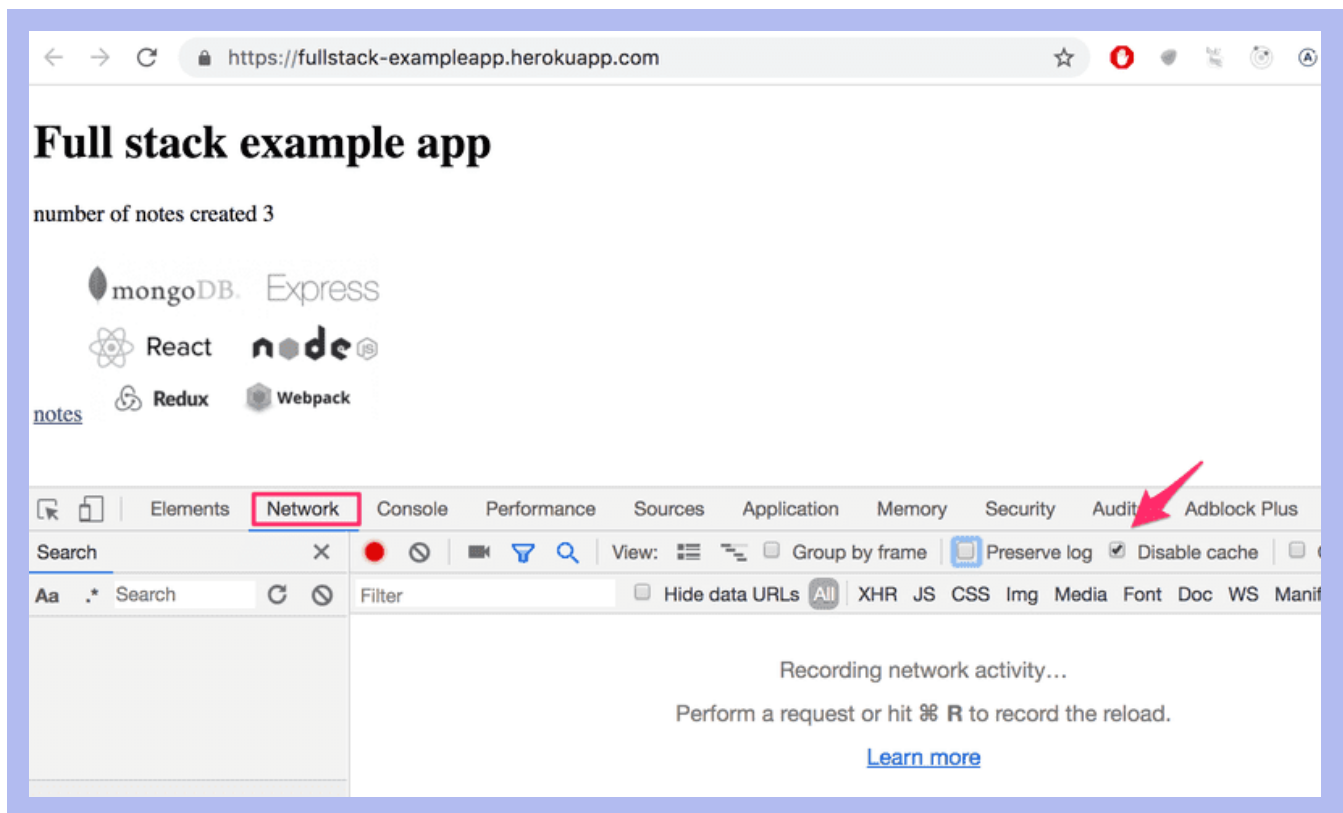 https://fullstack-exampleapp.herokuapp.com
Full stack example app
number of notes created 3
mongoDB. Express
React node JS
Redux Webpack
notes
Elements Network Console Performance Sources Application Memory Security Audit Adblock Plus
Search View: Group by frame Preserve log Disable cache
Aa .* Search Filter Hide data URLs All XHR JS CSS Img Media Font Doc WS Manif
Recording network activity...
Perform a request or hit ⌘ R to record the reload.
Learn more